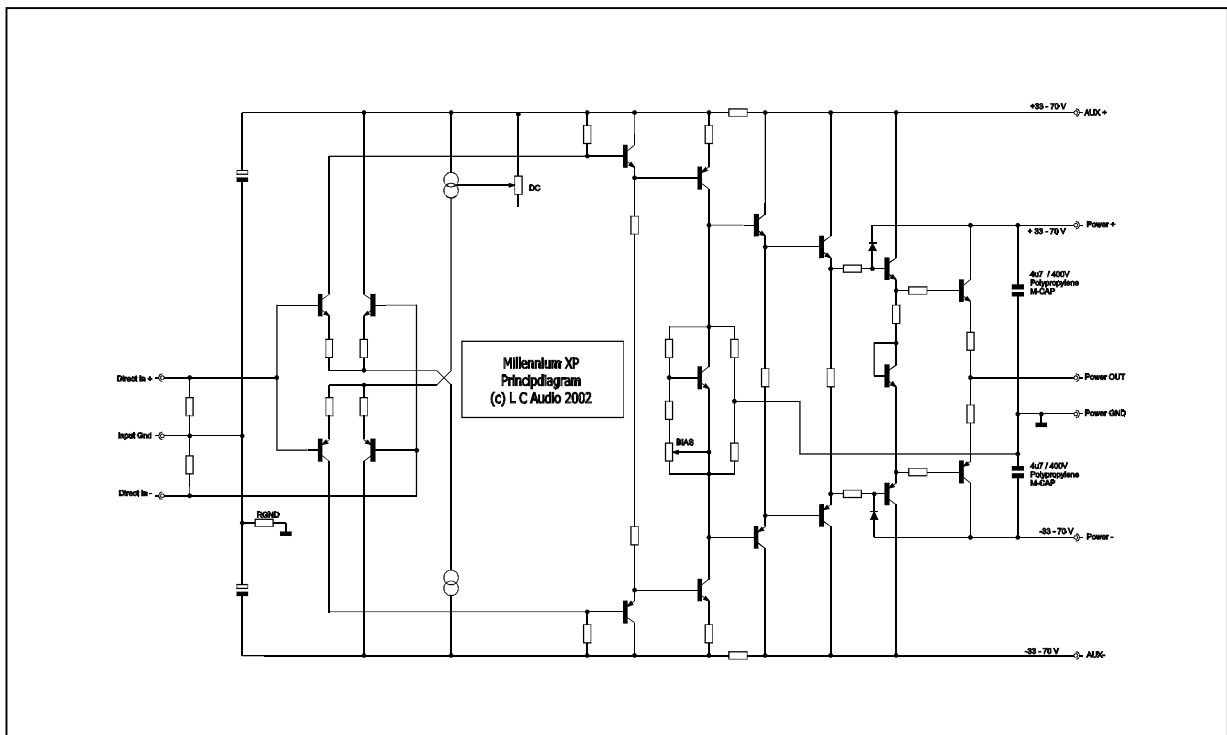 +33 - 70 V
AUX +
DC
Power +
+ 33 - 70 V
4u7 / 400V
Polypropylene
M-CAP
Millennium XP
Principdiagram
(c) L C Audio 2002
Direct In +
Power OUT
Power GND
Input Gnd
BIAS
4u7 / 400V
Polypropylene
M-CAP
Direct In -
RGND
-33 - 70 V
Power -
-33 - 70 V
AUX-